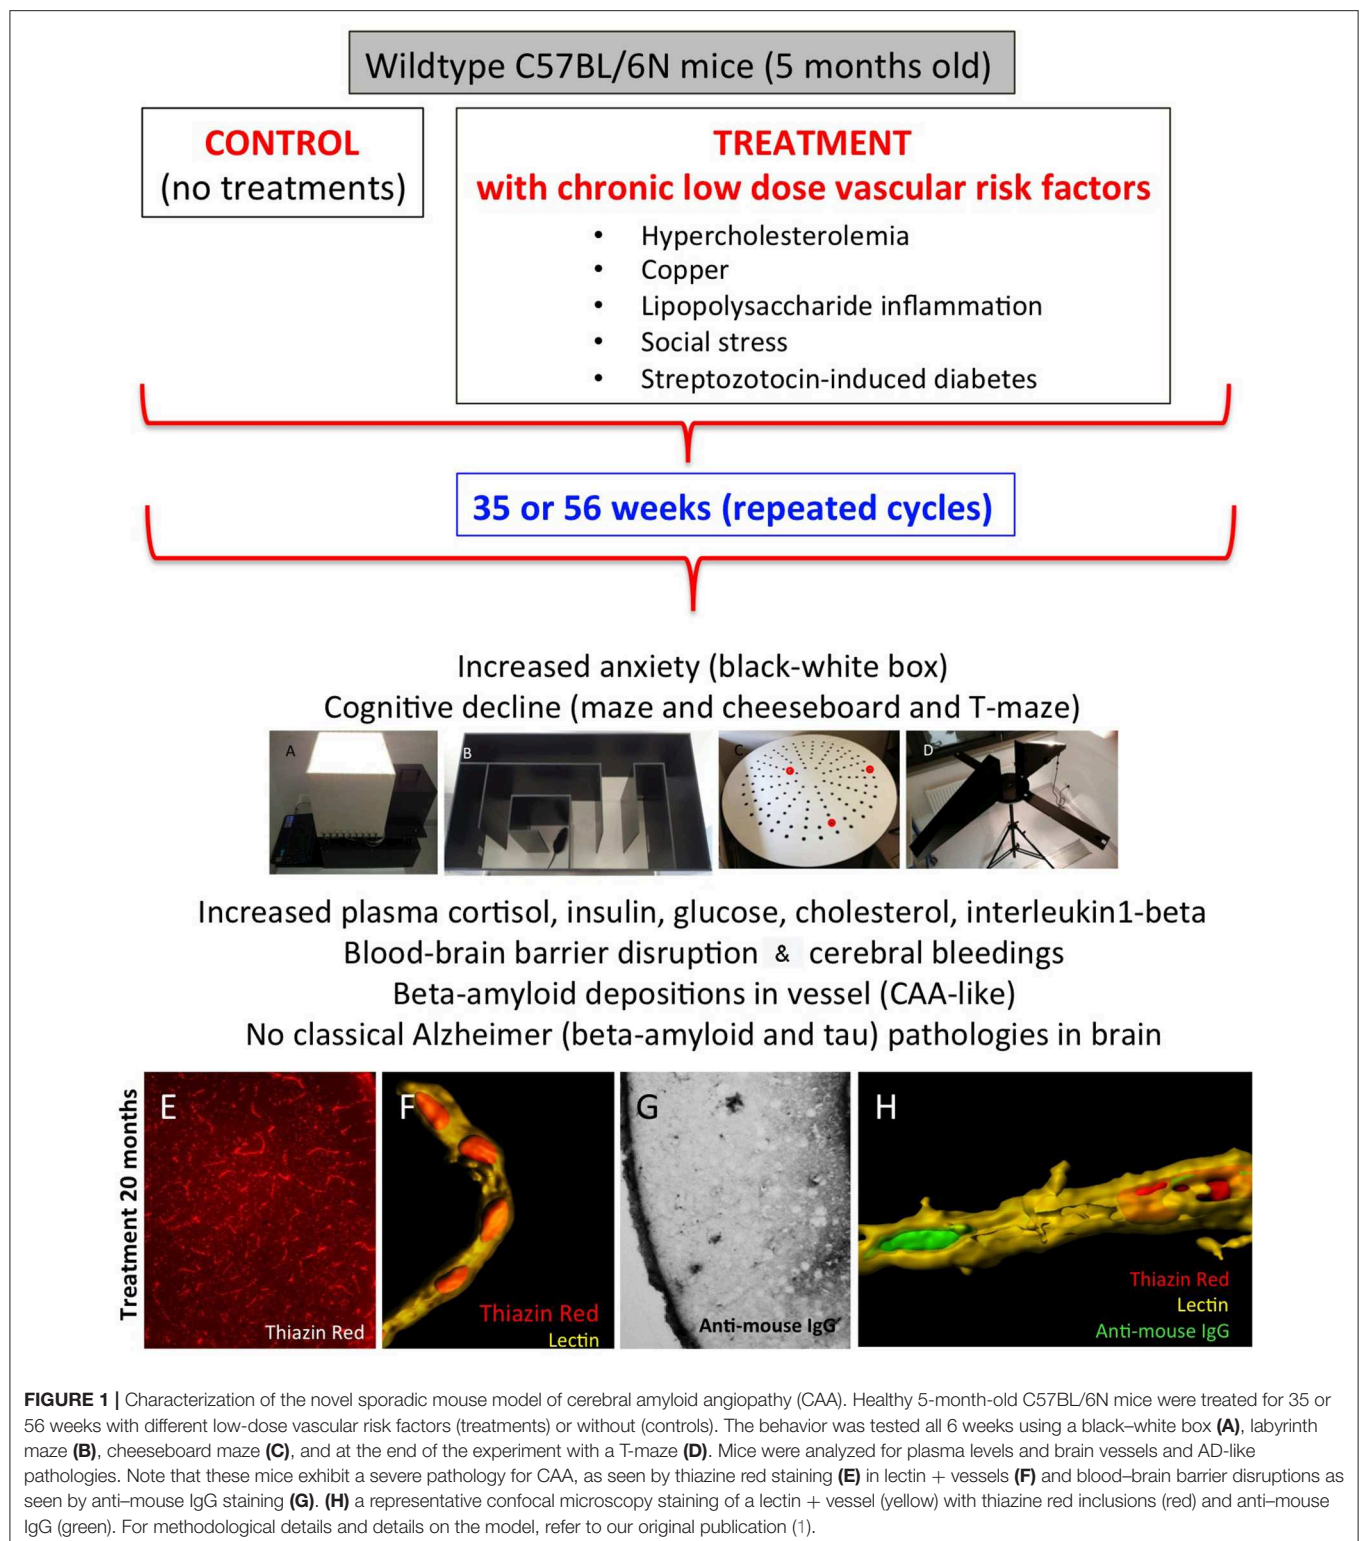 Wildtype C57BL/6N mice (5 months old)
CONTROL
(no treatments)
TREATMENT
with chronic low dose vascular risk factors
• Hypercholesterolemia
• Copper
• Lipopolysaccharide inflammation
• Social stress
• Streptozotocin-induced diabetes
35 or 56 weeks (repeated cycles)
Increased anxiety (black-white box)
Cognitive decline (maze and cheeseboard and T-maze)
A
B
C
D
Increased plasma cortisol, insulin, glucose, cholesterol, interleukin1-beta
Blood-brain barrier disruption & cerebral bleedings
Beta-amyloid depositions in vessel (CAA-like)
No classical Alzheimer (beta-amyloid and tau) pathologies in brain
Treatment 20 months
E
Thiazin Red
F
Thiazin Red
Lectin
G
Anti-mouse IgG
H
Thiazin Red
Lectin
Anti-mouse IgG
FIGURE 1 | Characterization of the novel sporadic mouse model of cerebral amyloid angiopathy (CAA). Healthy 5-month-old C57BL/6N mice were treated for 35 or
56 weeks with different low-dose vascular risk factors (treatments) or without (controls). The behavior was tested all 6 weeks using a black–white box (A), labyrinth
maze (B), cheeseboard maze (C), and at the end of the experiment with a T-maze (D). Mice were analyzed for plasma levels and brain vessels and AD-like
pathologies. Note that these mice exhibit a severe pathology for CAA, as seen by thiazine red staining (E) in lectin + vessels (F) and blood–brain barrier disruptions as
seen by anti–mouse IgG staining (G). (H) a representative confocal microscopy staining of a lectin + vessel (yellow) with thiazine red inclusions (red) and anti–mouse
IgG (green). For methodological details and details on the model, refer to our original publication (1).